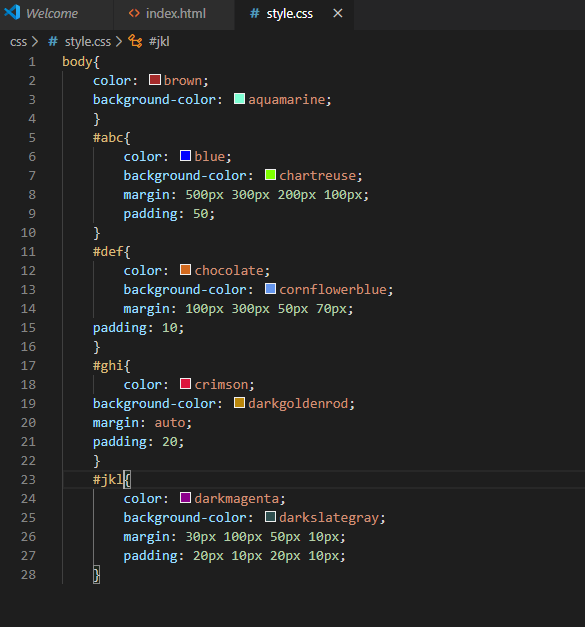 Welcome index.html style.css
css > style.css > #jkl
1 body{
2 color: brown;
3 background-color: aquamarine;
4 }
5 #abc{
6 color: blue;
7 background-color: chartreuse;
8 margin: 500px 300px 200px 100px;
9 padding: 50;
10 }
11 #def{
12 color: chocolate;
13 background-color: cornflowerblue;
14 margin: 100px 300px 50px 70px;
15 padding: 10;
16 }
17 #ghi{
18 color: crimson;
19 background-color: darkgoldenrod;
20 margin: auto;
21 padding: 20;
22 }
23 #jkl{
24 color: darkmagenta;
25 background-color: darkslategray;
26 margin: 30px 100px 50px 10px;
27 padding: 20px 10px 20px 10px;
28 }